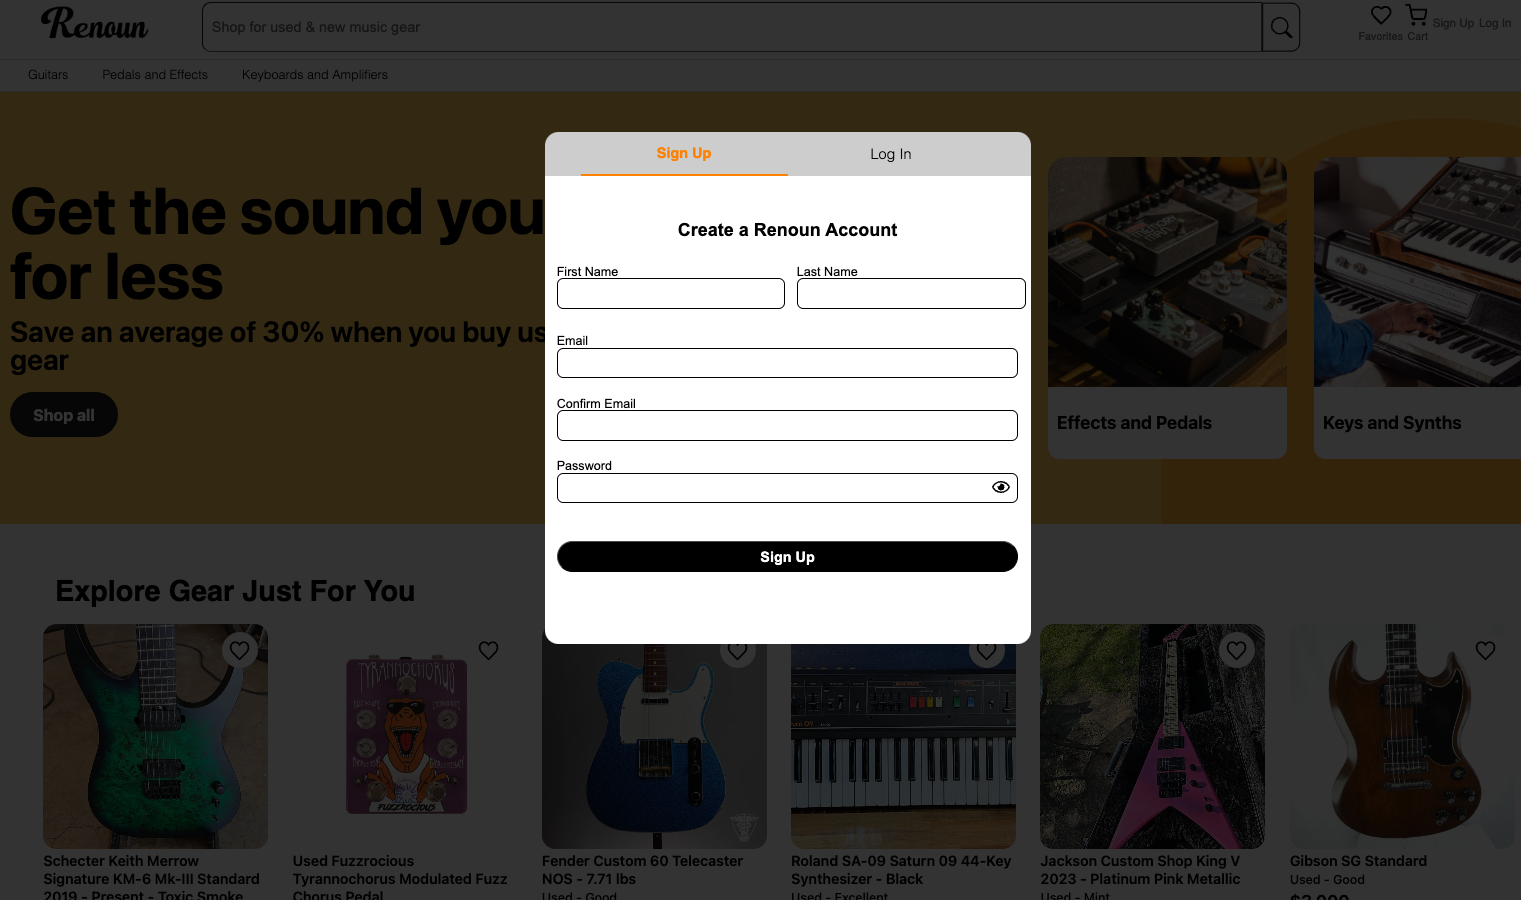 Renoun
Shop for used & new music gear
Favorites
Cart
Sign Up
Log In
Guitars
Pedals and Effects
Keyboards and Amplifiers
Get the sound you
for less
Save an average of 30% when you buy us
gear
Shop all
Sign Up
Log In
Create a Renoun Account
First Name
Last Name
Email
Confirm Email
Password
Sign Up
Effects and Pedals
Keys and Synths
Explore Gear Just For You
TYRANNOCHORUS
FUZZROCIOUS
Schecter Keith Merrow
Signature KM-6 Mk-III Standard
2019 - Present - Toxic Smoke
Used Fuzzrocious
Tyrannochorus Modulated Fuzz
Chorus Pedal
Fender Custom 60 Telecaster
NOS - 7.71 lbs
Used - Good
Roland SA-09 Saturn 09 44-Key
Synthesizer - Black
Used - Excellent
Jackson Custom Shop King V
2023 - Platinum Pink Metallic
Used - Mint
Gibson SG Standard
Used - Good